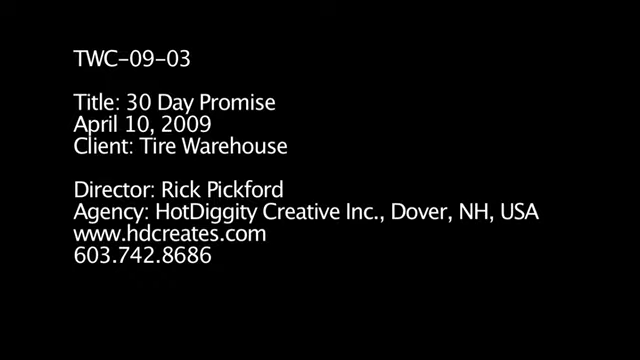 TWC-09-03
Title: 30 Day Promise
April 10, 2009
Client: Tire Warehouse
Director: Rick Pickford
Agency: HotDiggity Creative Inc., Dover, NH, USA
www.hdcreates.com
603.742.8686